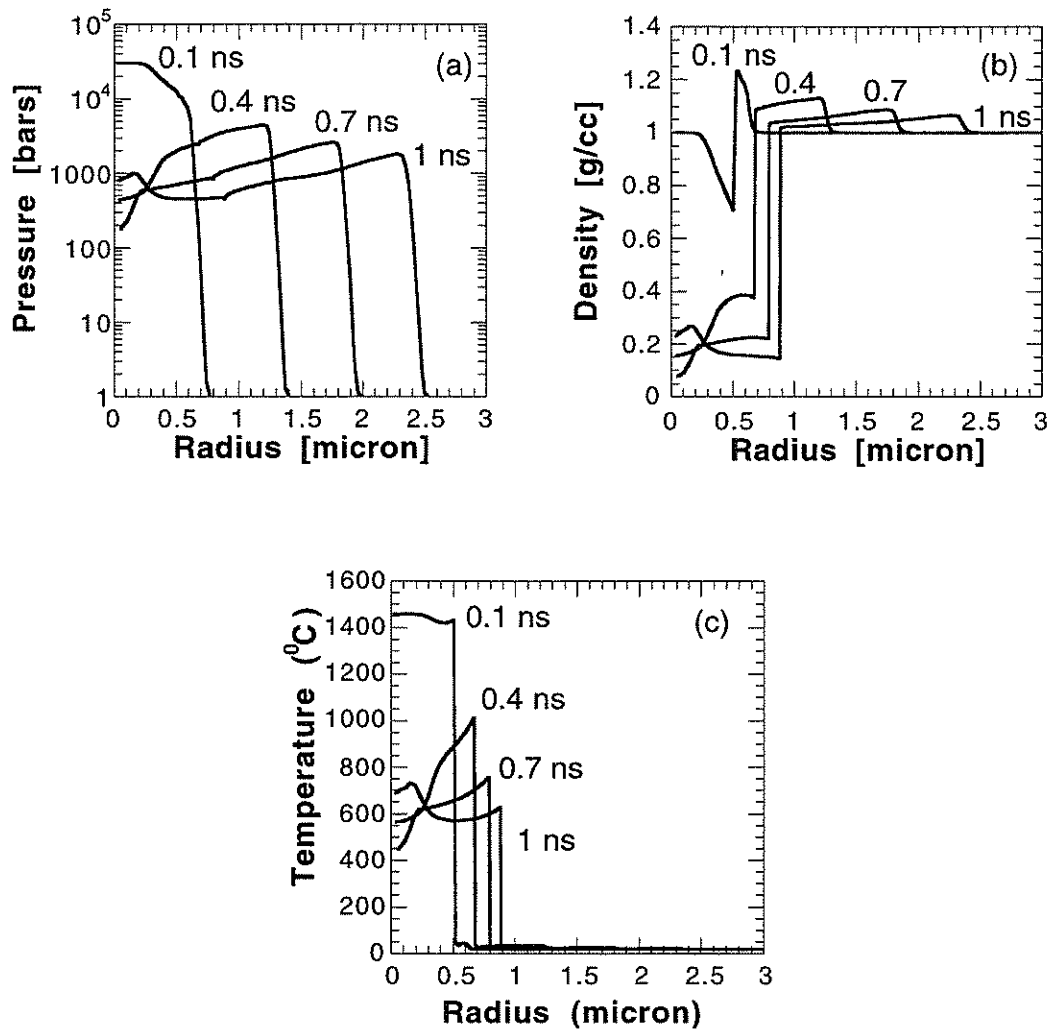 10⁵
10⁴
1000
100
10
1
Pressure [bars]
0.1 ns
0.4 ns
0.7 ns
1 ns
(a)
0 0.5 1 1.5 2 2.5 3
Radius [micron]
1.4
1.2
1
0.8
0.6
0.4
0.2
0
Density [g/cc]
0.1 ns
0.4
0.7
1 ns
(b)
0 0.5 1 1.5 2 2.5 3
Radius [micron]
1600
1400
1200
1000
800
600
400
200
0
Temperature (⁰C)
0.1 ns
0.4 ns
0.7 ns
1 ns
(c)
0 0.5 1 1.5 2 2.5 3
Radius (micron)